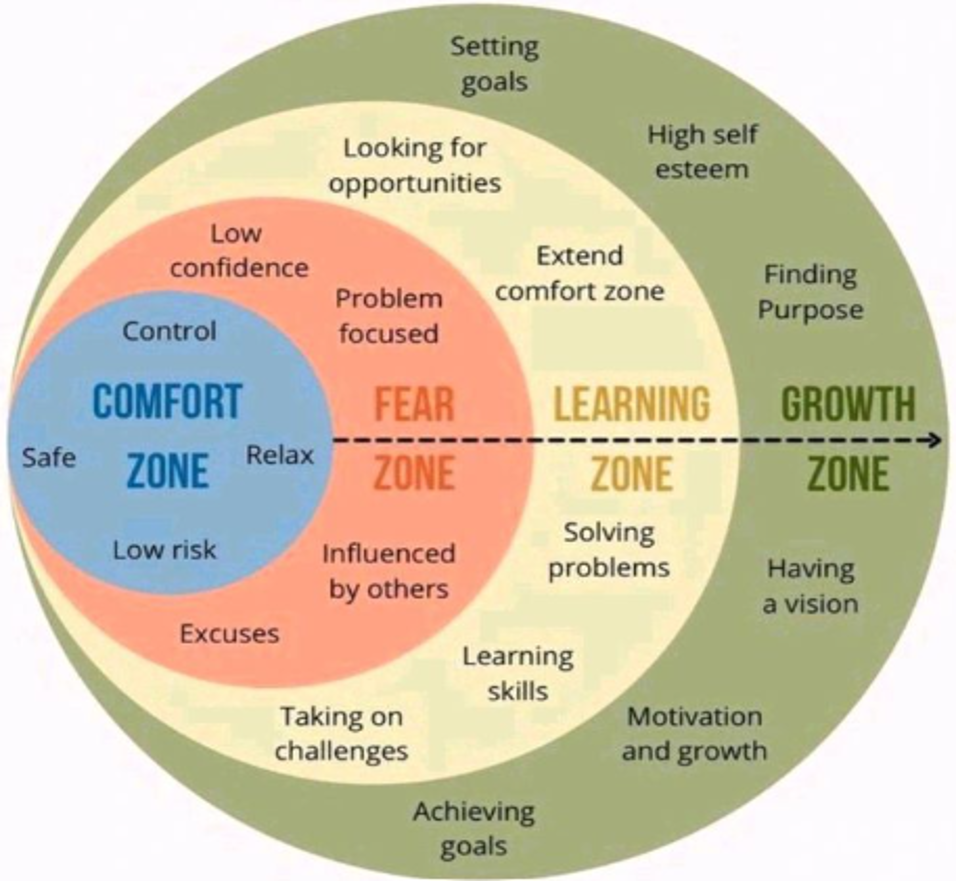 Setting
goals
High self
esteem
Looking for
opportunities
Low
confidence
Extend
comfort zone
Finding
Purpose
Problem
focused
Control
COMFORT
ZONE
Safe
Relax
Low risk
FEAR
ZONE
LEARNING
ZONE
GROWTH
ZONE
Influenced
by others
Solving
problems
Having
a vision
Excuses
Learning
skills
Taking on
challenges
Motivation
and growth
Achieving
goals